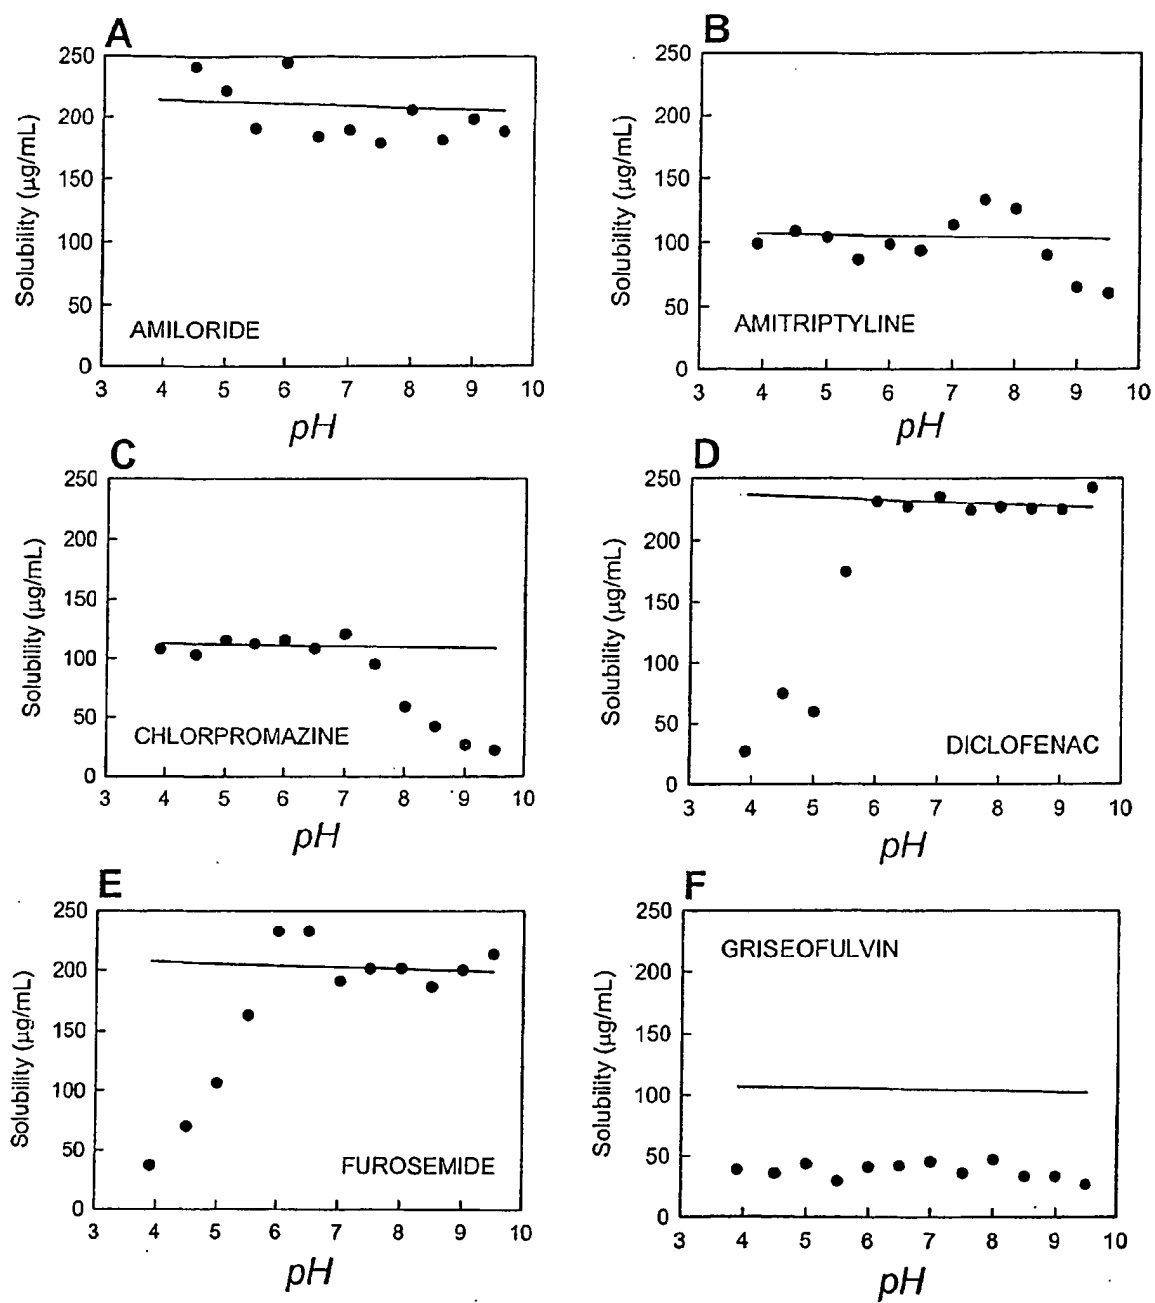 A
250
200
150
100
50
0
Solubility (µg/mL)
AMILORIDE
3 4 5 6 7 8 9 10
pH
B
250
200
150
100
50
0
Solubility (µg/mL)
AMITRIPTYLINE
3 4 5 6 7 8 9 10
pH
C
250
200
150
100
50
0
Solubility (µg/mL)
CHLORPROMAZINE
3 4 5 6 7 8 9 10
pH
D
250
200
150
100
50
0
Solubility (µg/mL)
DICLOFENAC
3 4 5 6 7 8 9 10
pH
E
250
200
150
100
50
0
Solubility (µg/mL)
FUROSEMIDE
3 4 5 6 7 8 9 10
pH
F
250
200
150
100
50
0
Solubility (µg/mL)
GRISEOFULVIN
3 4 5 6 7 8 9 10
pH